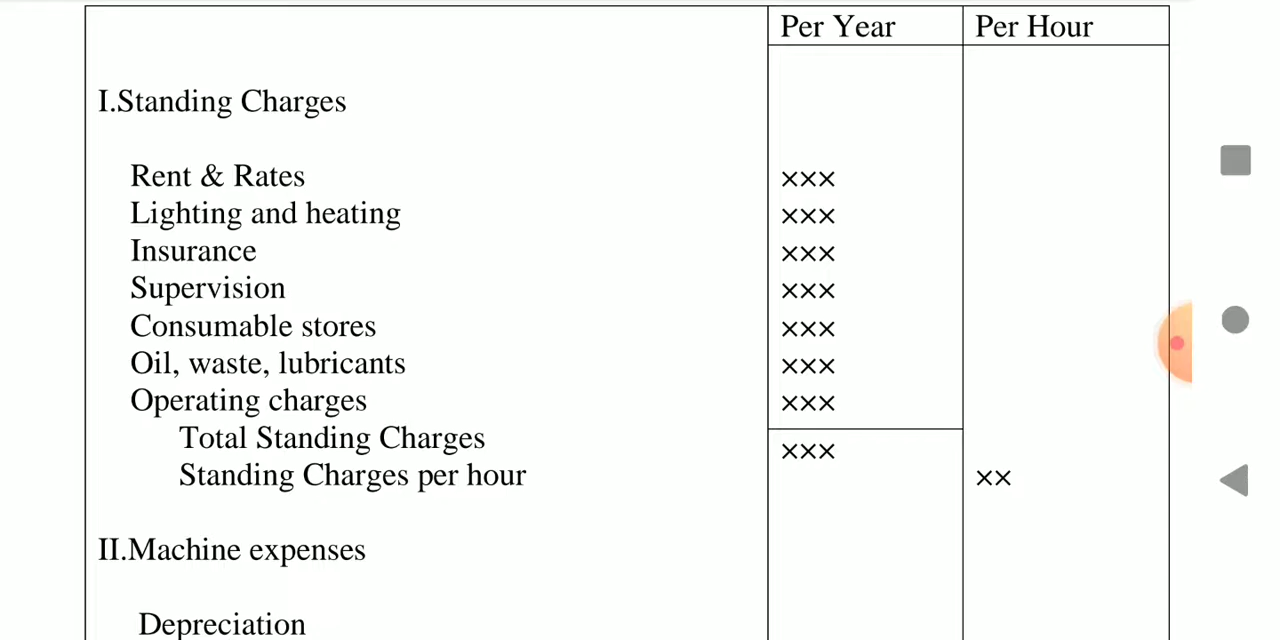 Per Year Per Hour
I.Standing Charges
Rent & Rates ×××
Lighting and heating ×××
Insurance ×××
Supervision ×××
Consumable stores ×××
Oil, waste, lubricants ×××
Operating charges ×××
Total Standing Charges ×××
Standing Charges per hour ××
II.Machine expenses
Depreciation